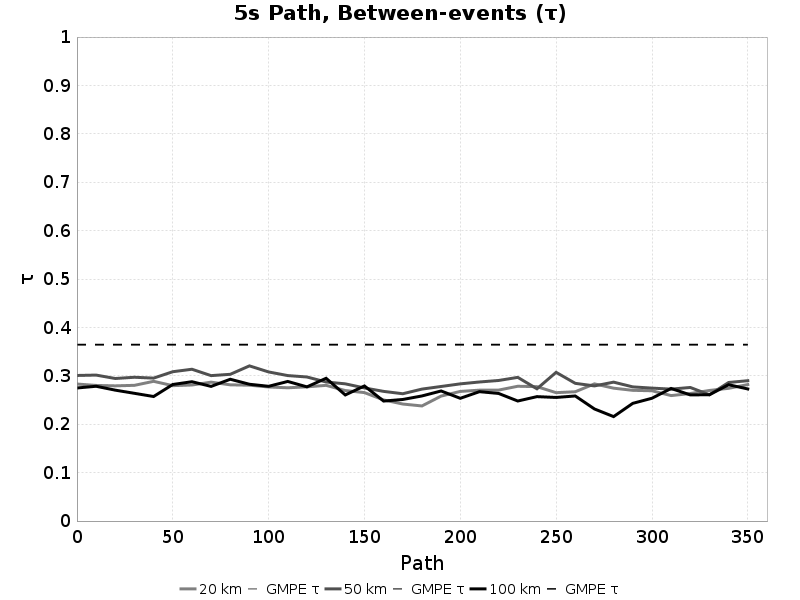 5s Path, Between-events (τ)
1
0.9
0.8
0.7
0.6
0.5
0.4
0.3
0.2
0.1
0
τ
0 50 100 150 200 250 300 350
Path
20 km GMPE τ 50 km GMPE τ 100 km GMPE τ